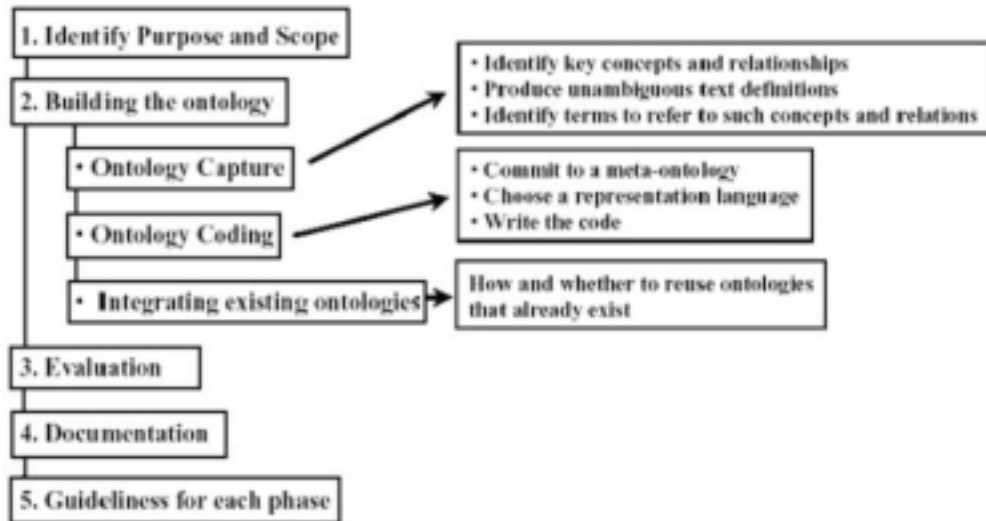 1. Identify Purpose and Scope
2. Building the ontology
• Ontology Capture
• Ontology Coding
• Integrating existing ontologies
• Identify key concepts and relationships
• Produce unambiguous text definitions
• Identify terms to refer to such concepts and relations
• Commit to a meta-ontology
• Choose a representation language
• Write the code
How and whether to reuse ontologies
that already exist
3. Evaluation
4. Documentation
5. Guideliness for each phase